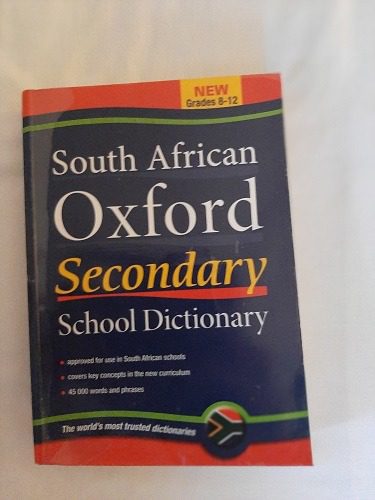 NEW
Grades 8-12
South African
Oxford
Secondary
School Dictionary
approved for use in South African schools
covers key concepts in the new curriculum
45 000 words and phrases
The world's most trusted dictionaries